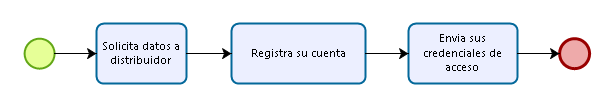 Solicita datos a
distribuidor
Registra su cuenta
Envia sus
credenciales de
acceso